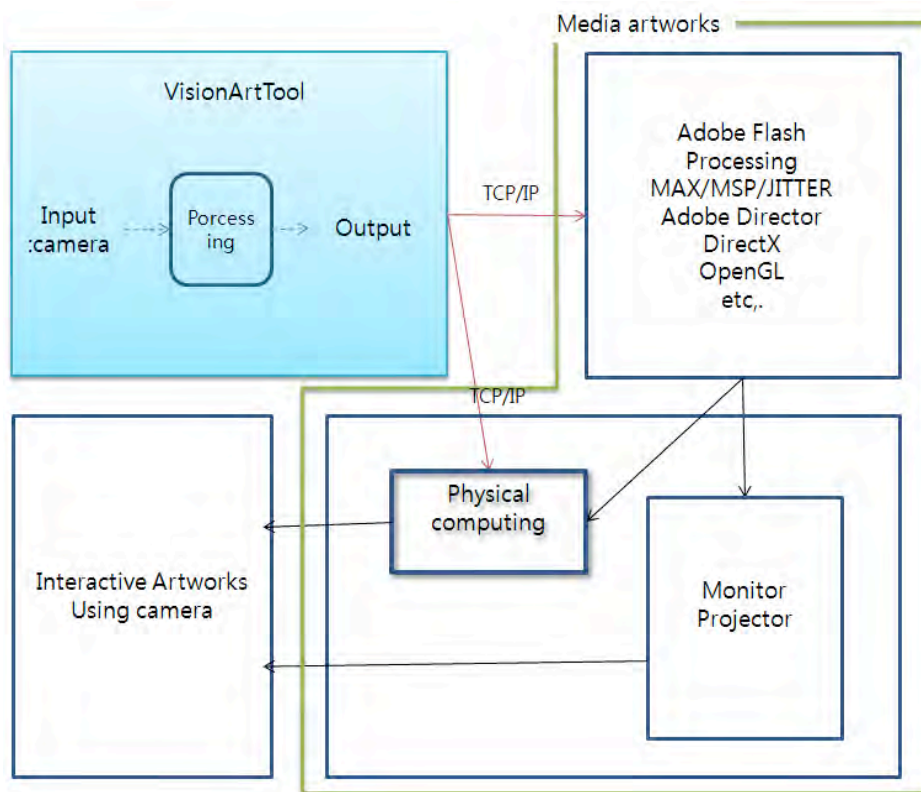 Media artworks
VisionArtTool
Input
:camera
Porcess
ing
Output
TCP/IP
Adobe Flash
Processing
MAX/MSP/JITTER
Adobe Director
DirectX
OpenGL
etc,.
TCP/IP
Physical
computing
Interactive Artworks
Using camera
Monitor
Projector